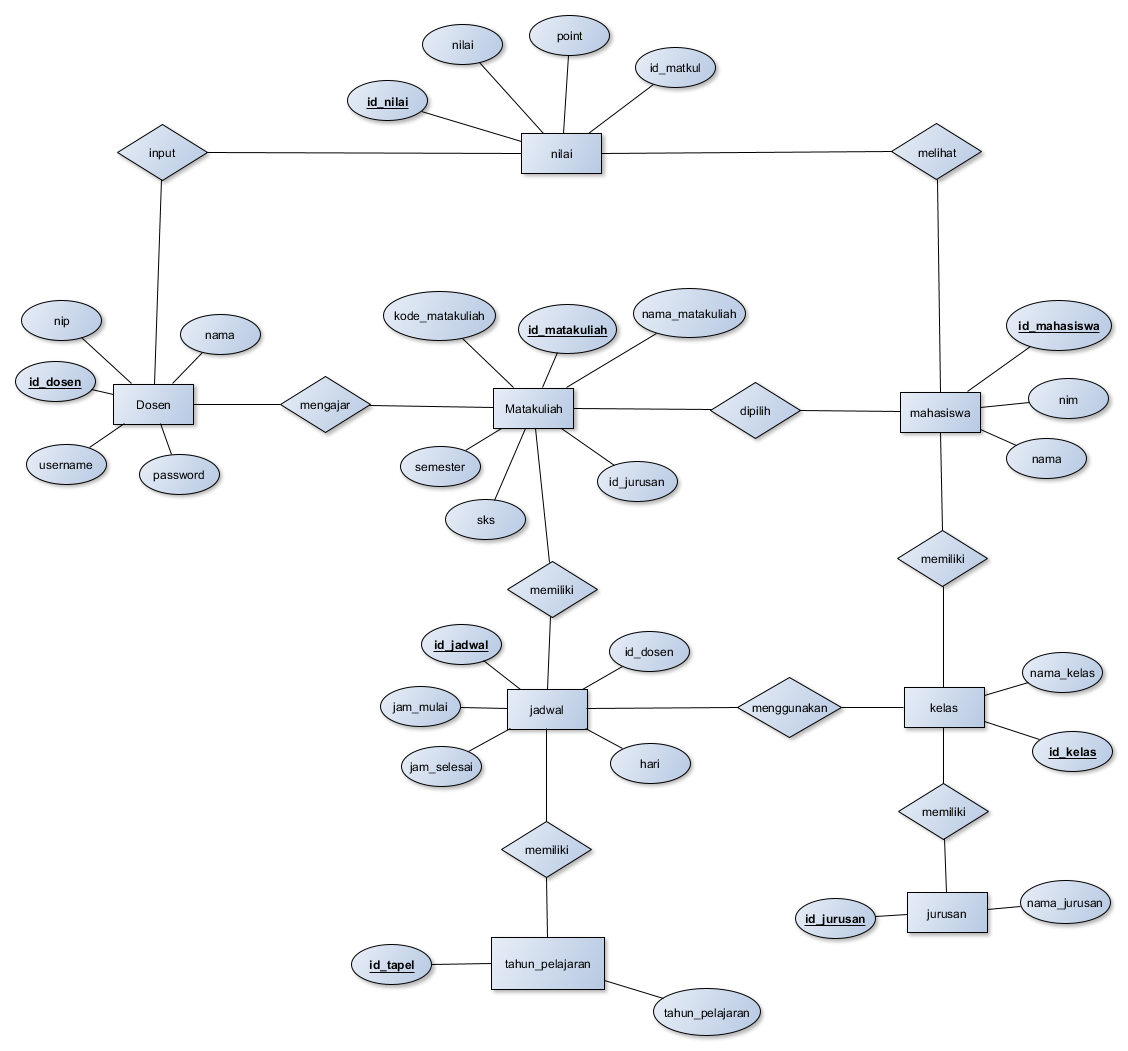 point
nilai
id_matkul
id_nilai
input
nilai
melihat
nip
nama
kode_matakuliah
id_matakuliah
nama_matakuliah
id_mahasiswa
id_dosen
Dosen
mengajar
Matakuliah
dipilih
mahasiswa
nim
username
password
semester
id_jurusan
nama
sks
memiliki
memiliki
id_jadwal
id_dosen
nama_kelas
jam_mulai
jadwal
menggunakan
kelas
jam_selesai
hari
id_kelas
memiliki
memiliki
id_jurusan
jurusan
nama_jurusan
id_tapel
tahun_pelajaran
tahun_pelajaran